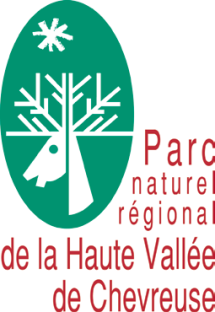 Parc
naturel
régional
de la Haute Vallée
de Chevreuse